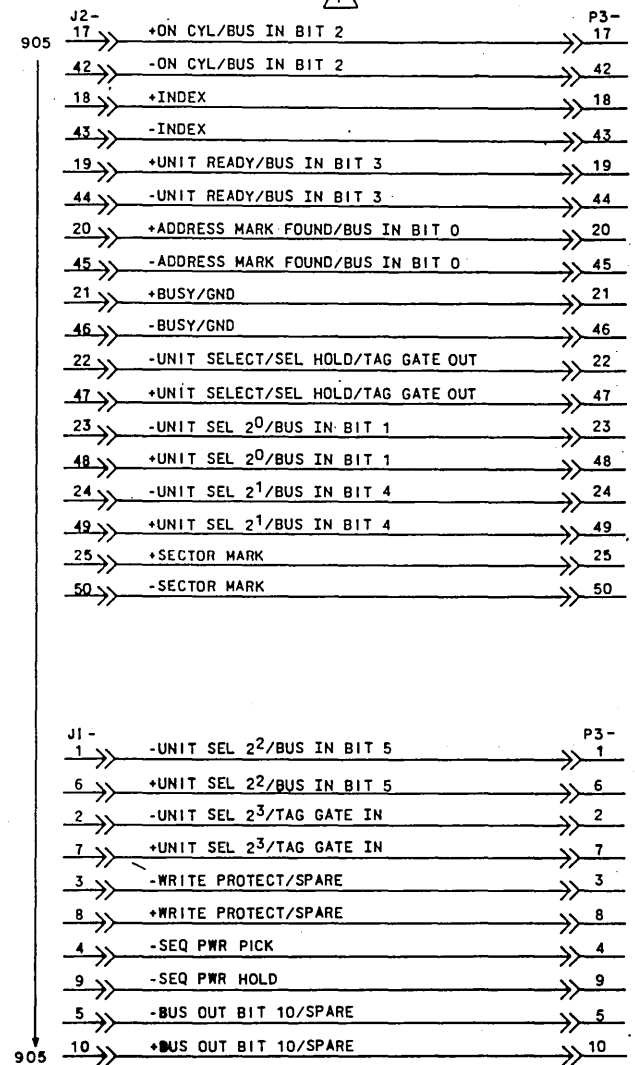 J2- P3-
905 17 +ON CYL/BUS IN BIT 2 17
42 -ON CYL/BUS IN BIT 2 42
18 +INDEX 18
43 -INDEX 43
19 +UNIT READY/BUS IN BIT 3 19
44 -UNIT READY/BUS IN BIT 3 44
20 +ADDRESS MARK FOUND/BUS IN BIT 0 20
45 -ADDRESS MARK FOUND/BUS IN BIT 0 45
21 +BUSY/GND 21
46 -BUSY/GND 46
22 -UNIT SELECT/SEL HOLD/TAG GATE OUT 22
47 +UNIT SELECT/SEL HOLD/TAG GATE OUT 47
23 -UNIT SEL 2⁰/BUS IN BIT 1 23
48 +UNIT SEL 2⁰/BUS IN BIT 1 48
24 -UNIT SEL 2¹/BUS IN BIT 4 24
49 +UNIT SEL 2¹/BUS IN BIT 4 49
25 +SECTOR MARK 25
50 -SECTOR MARK 50
J1- P3-
1 -UNIT SEL 2²/BUS IN BIT 5 1
6 +UNIT SEL 2²/BUS IN BIT 5 6
2 -UNIT SEL 2³/TAG GATE IN 2
7 +UNIT SEL 2³/TAG GATE IN 7
3 -WRITE PROTECT/SPARE 3
8 +WRITE PROTECT/SPARE 8
4 -SEQ PWR PICK 4
9 -SEQ PWR HOLD 9
5 -BUS OUT BIT 10/SPARE 5
905 10 +BUS OUT BIT 10/SPARE 10